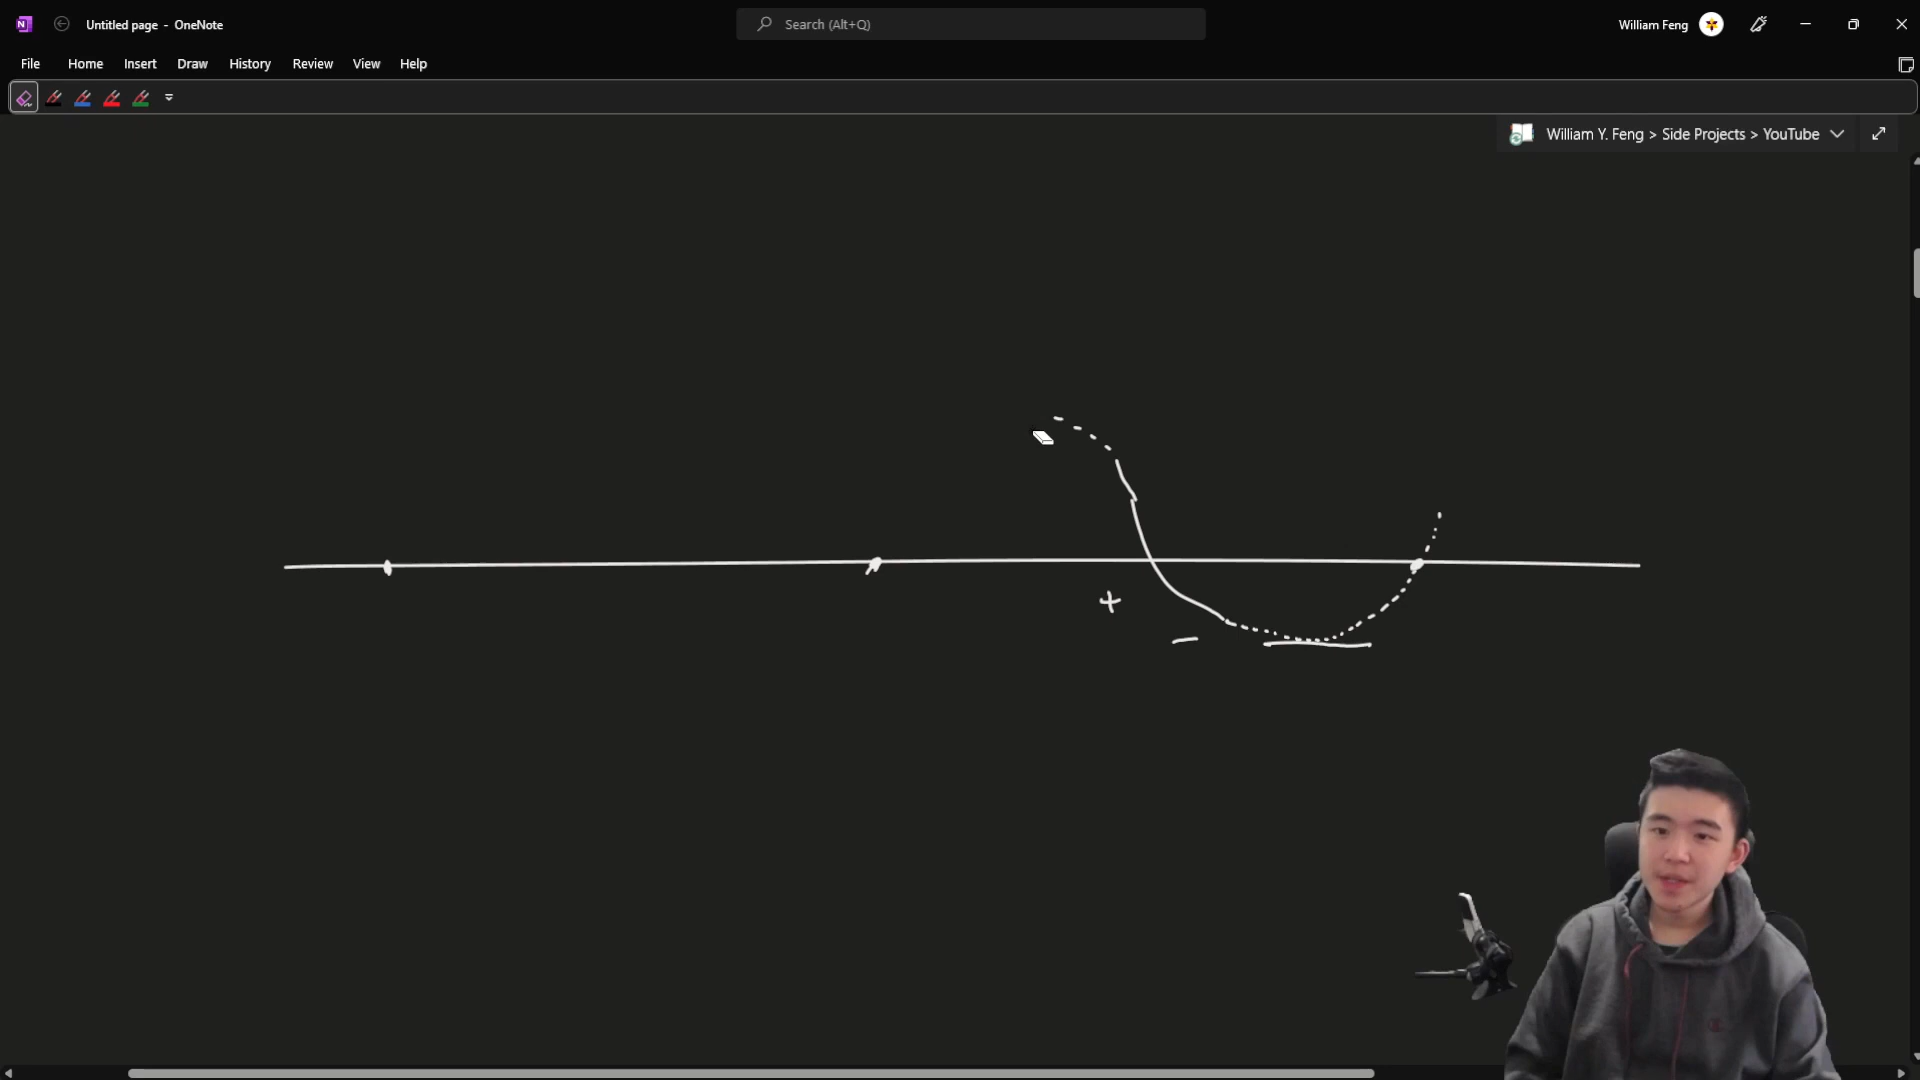 Untitled page - OneNote
Search (Alt+Q)
William Feng
File Home Insert Draw History Review View Help
William Y. Feng > Side Projects > YouTube
+
−